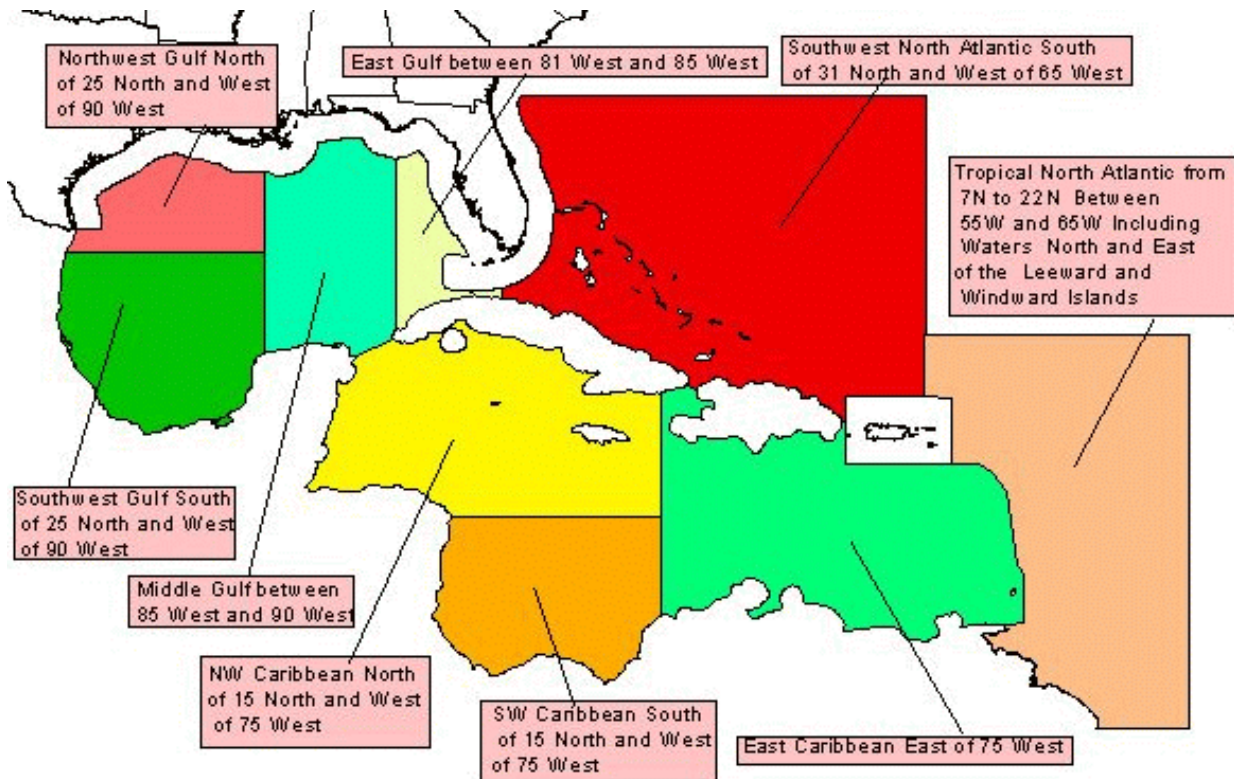 Northwest Gulf North
of 25 North and West
of 90 West
East Gulf between 81 West and 85 West
Southwest North Atlantic South
of 31 North and West of 65 West
Tropical North Atlantic from
7N to 22N Between
55W and 65W Including
Waters North and East
of the Leeward and
Windward Islands
Southwest Gulf South
of 25 North and West
of 90 West
Middle Gulf between
85 West and 90 West
NW Caribbean North
of 15 North and West
of 75 West
SW Caribbean South
of 15 North and West
of 75 West
East Caribbean East of 75 West